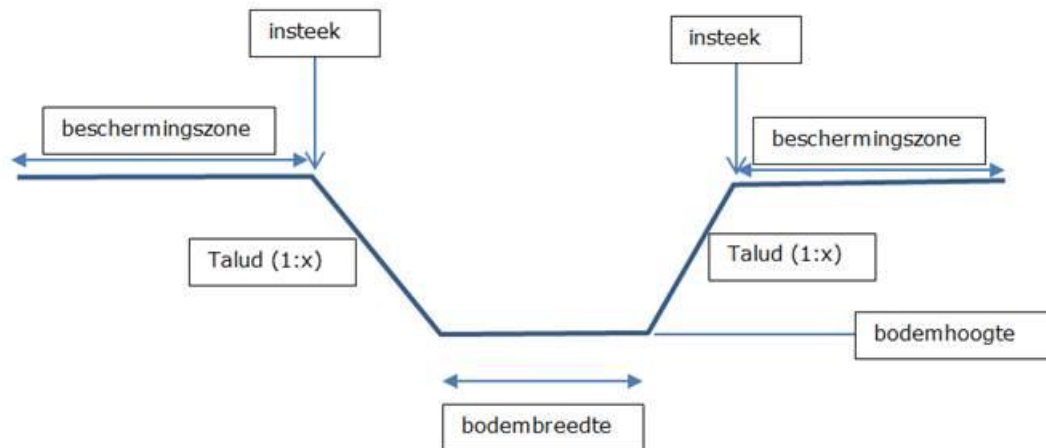 insteek
insteek
beschermingszone
beschermingszone
Talud (1:x)
Talud (1:x)
bodemhoogte
bodembreedte